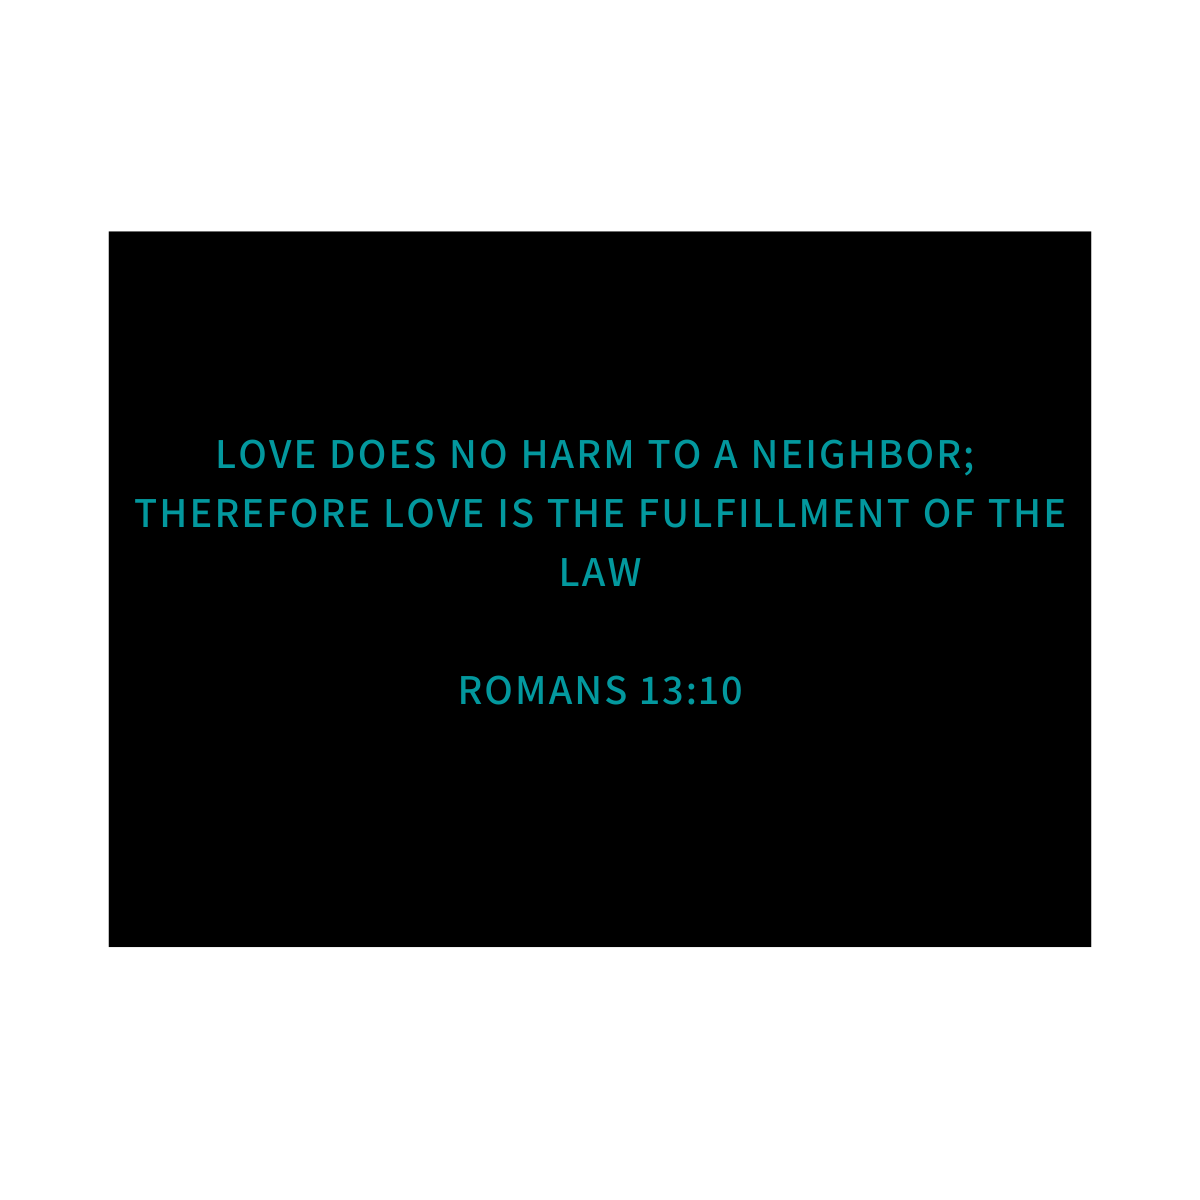 LOVE DOES NO HARM TO A NEIGHBOR;
THEREFORE LOVE IS THE FULFILLMENT OF THE
LAW
ROMANS 13:10